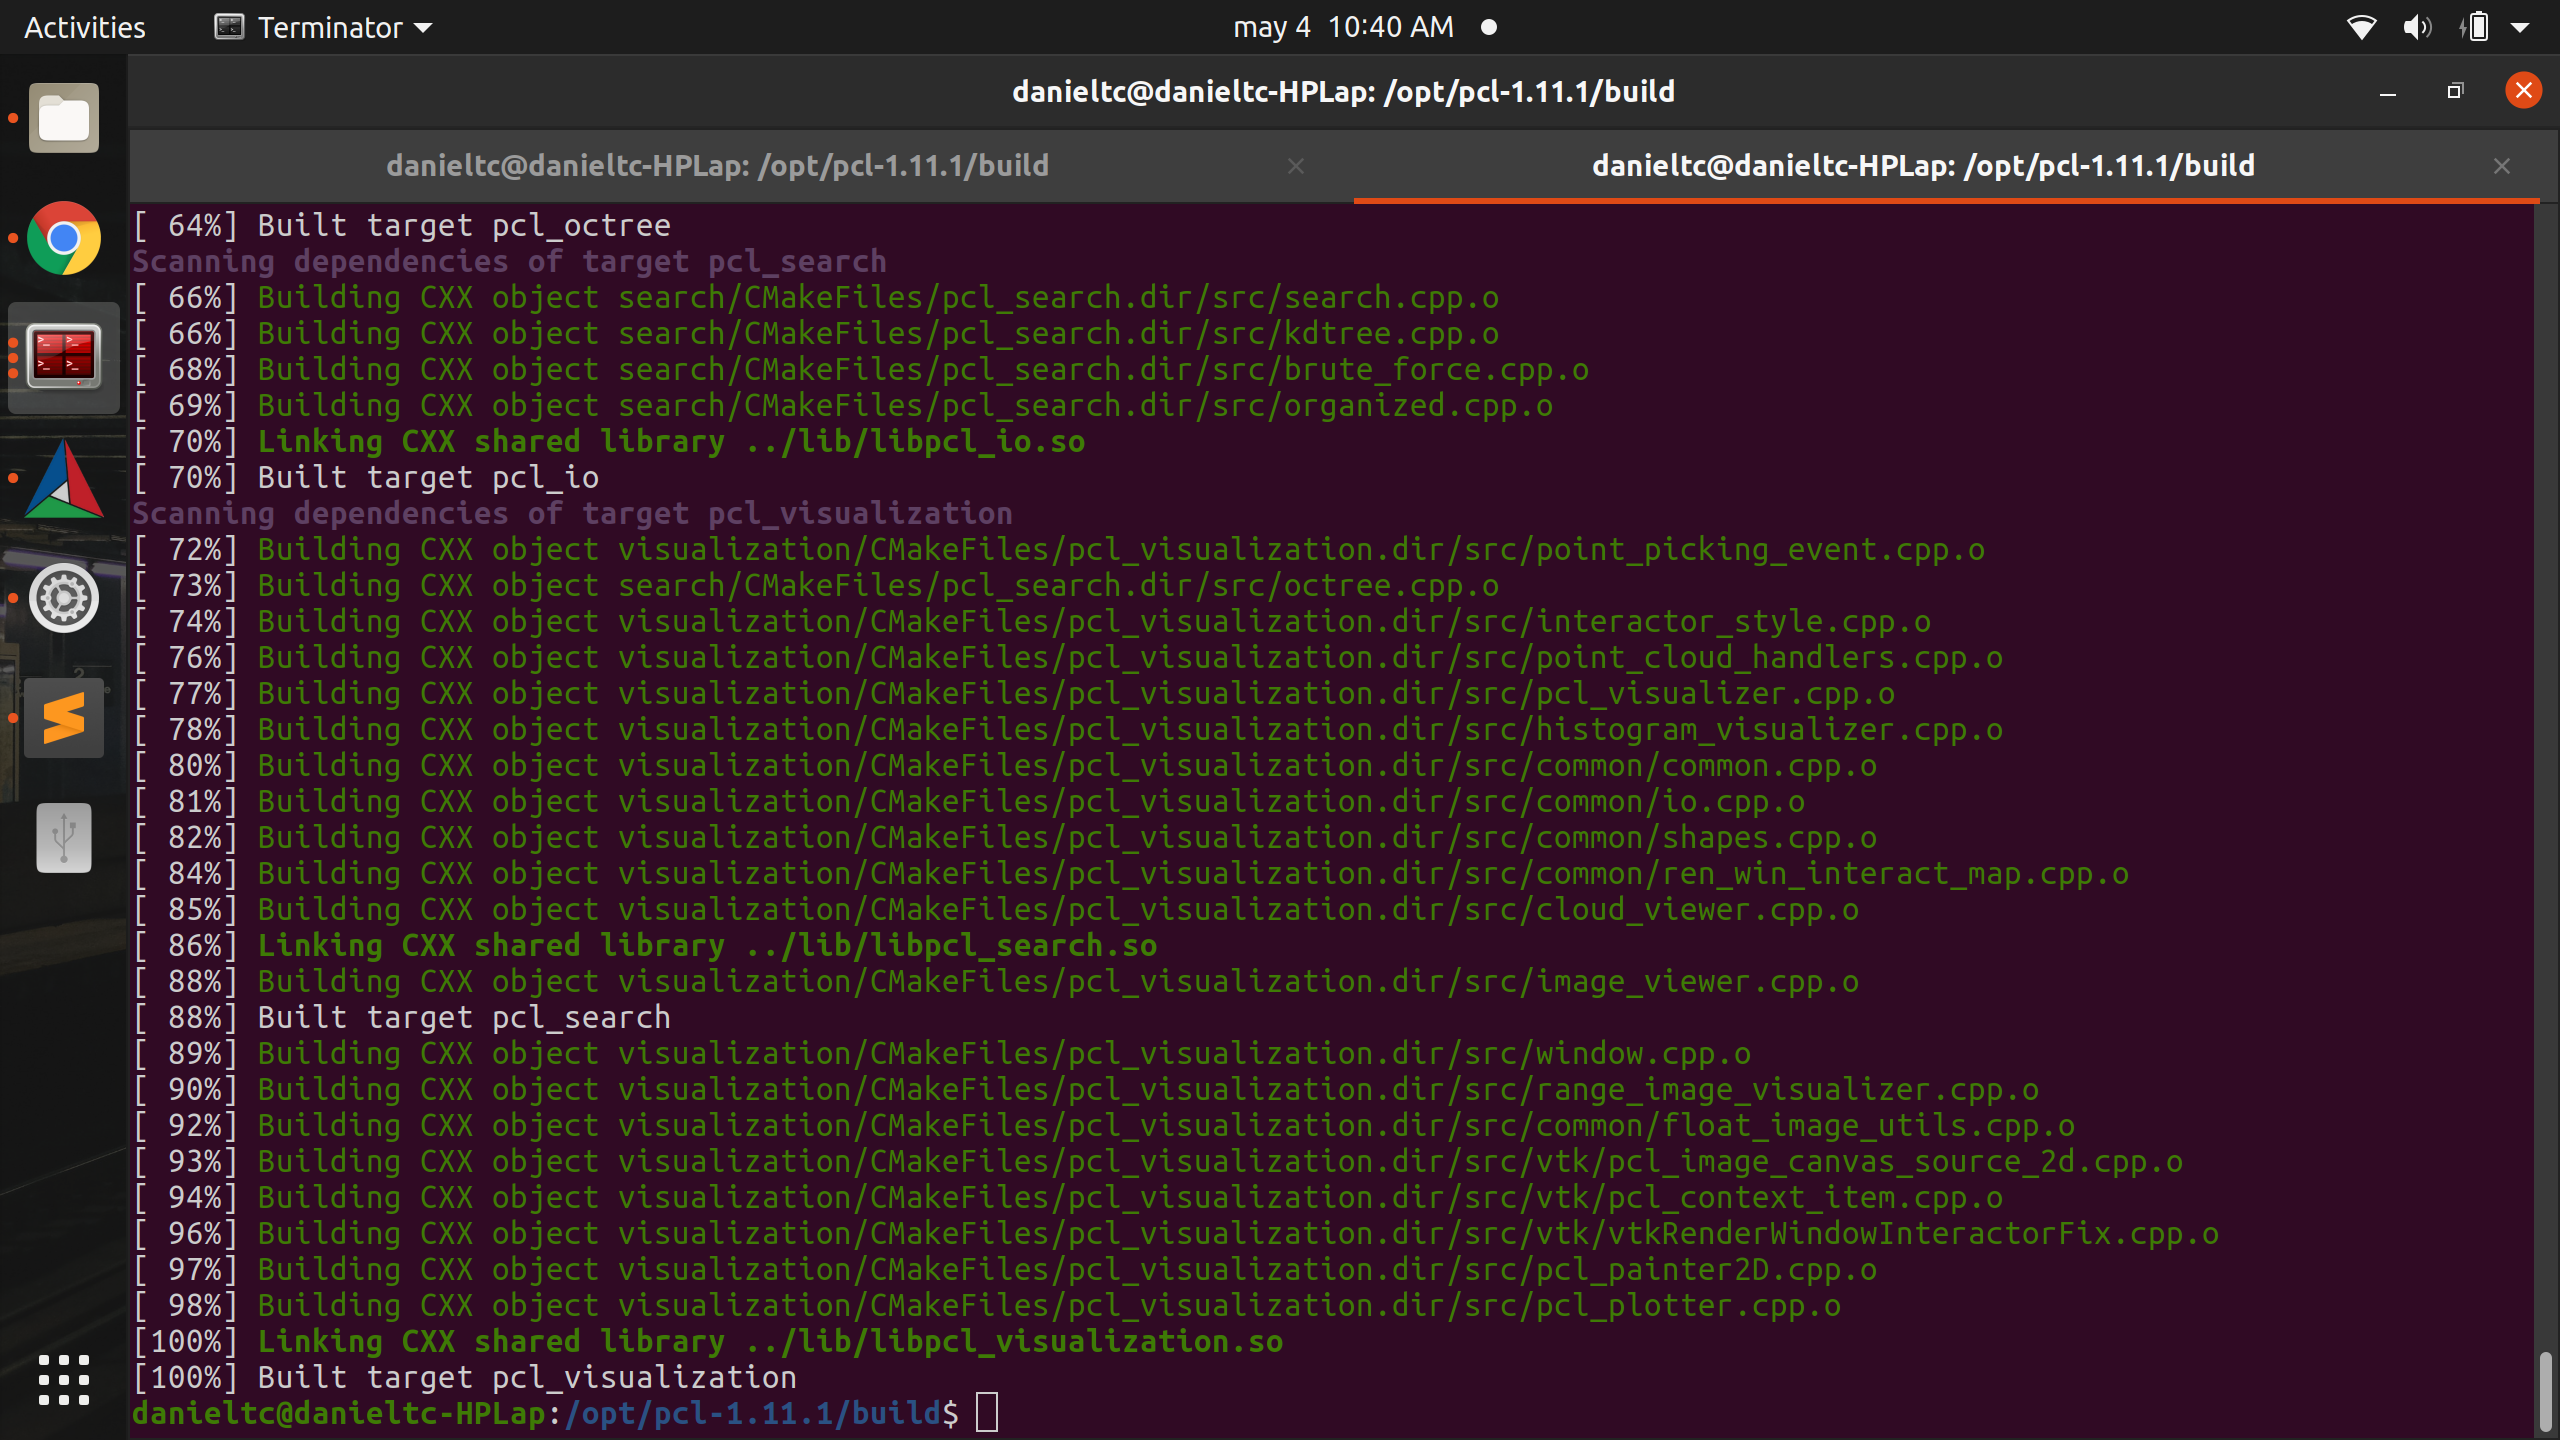 Activities
Terminator
may 4  10:40 AM
danieltc@danieltc-HPLap: /opt/pcl-1.11.1/build
danieltc@danieltc-HPLap: /opt/pcl-1.11.1/build
danieltc@danieltc-HPLap: /opt/pcl-1.11.1/build
[ 64%] Built target pcl_octree
Scanning dependencies of target pcl_search
[ 66%] Building CXX object search/CMakeFiles/pcl_search.dir/src/search.cpp.o
[ 66%] Building CXX object search/CMakeFiles/pcl_search.dir/src/kdtree.cpp.o
[ 68%] Building CXX object search/CMakeFiles/pcl_search.dir/src/brute_force.cpp.o
[ 69%] Building CXX object search/CMakeFiles/pcl_search.dir/src/organized.cpp.o
[ 70%] Linking CXX shared library ../lib/libpcl_io.so
[ 70%] Built target pcl_io
Scanning dependencies of target pcl_visualization
[ 72%] Building CXX object visualization/CMakeFiles/pcl_visualization.dir/src/point_picking_event.cpp.o
[ 73%] Building CXX object search/CMakeFiles/pcl_search.dir/src/octree.cpp.o
[ 74%] Building CXX object visualization/CMakeFiles/pcl_visualization.dir/src/interactor_style.cpp.o
[ 76%] Building CXX object visualization/CMakeFiles/pcl_visualization.dir/src/point_cloud_handlers.cpp.o
[ 77%] Building CXX object visualization/CMakeFiles/pcl_visualization.dir/src/pcl_visualizer.cpp.o
[ 78%] Building CXX object visualization/CMakeFiles/pcl_visualization.dir/src/histogram_visualizer.cpp.o
[ 80%] Building CXX object visualization/CMakeFiles/pcl_visualization.dir/src/common/common.cpp.o
[ 81%] Building CXX object visualization/CMakeFiles/pcl_visualization.dir/src/common/io.cpp.o
[ 82%] Building CXX object visualization/CMakeFiles/pcl_visualization.dir/src/common/shapes.cpp.o
[ 84%] Building CXX object visualization/CMakeFiles/pcl_visualization.dir/src/common/ren_win_interact_map.cpp.o
[ 85%] Building CXX object visualization/CMakeFiles/pcl_visualization.dir/src/cloud_viewer.cpp.o
[ 86%] Linking CXX shared library ../lib/libpcl_search.so
[ 88%] Building CXX object visualization/CMakeFiles/pcl_visualization.dir/src/image_viewer.cpp.o
[ 88%] Built target pcl_search
[ 89%] Building CXX object visualization/CMakeFiles/pcl_visualization.dir/src/window.cpp.o
[ 90%] Building CXX object visualization/CMakeFiles/pcl_visualization.dir/src/range_image_visualizer.cpp.o
[ 92%] Building CXX object visualization/CMakeFiles/pcl_visualization.dir/src/common/float_image_utils.cpp.o
[ 93%] Building CXX object visualization/CMakeFiles/pcl_visualization.dir/src/vtk/pcl_image_canvas_source_2d.cpp.o
[ 94%] Building CXX object visualization/CMakeFiles/pcl_visualization.dir/src/vtk/pcl_context_item.cpp.o
[ 96%] Building CXX object visualization/CMakeFiles/pcl_visualization.dir/src/vtk/vtkRenderWindowInteractorFix.cpp.o
[ 97%] Building CXX object visualization/CMakeFiles/pcl_visualization.dir/src/pcl_painter2D.cpp.o
[ 98%] Building CXX object visualization/CMakeFiles/pcl_visualization.dir/src/pcl_plotter.cpp.o
[100%] Linking CXX shared library ../lib/libpcl_visualization.so
[100%] Built target pcl_visualization
danieltc@danieltc-HPLap:/opt/pcl-1.11.1/build$